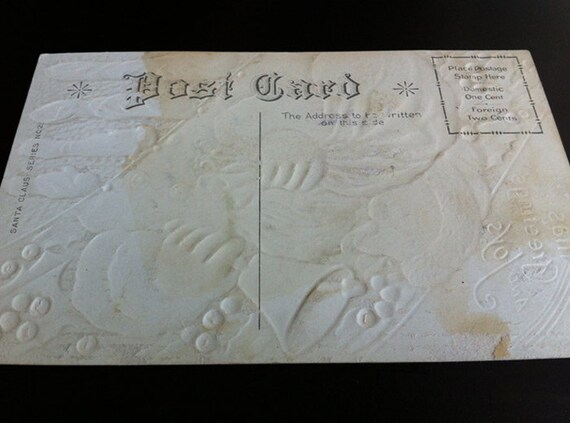 Post Card
Place Postage
Stamp Here
Domestic
One Cent
Foreign
Two Cents
The Address to be written
on this side
SANTA CLAUS SERIES NO